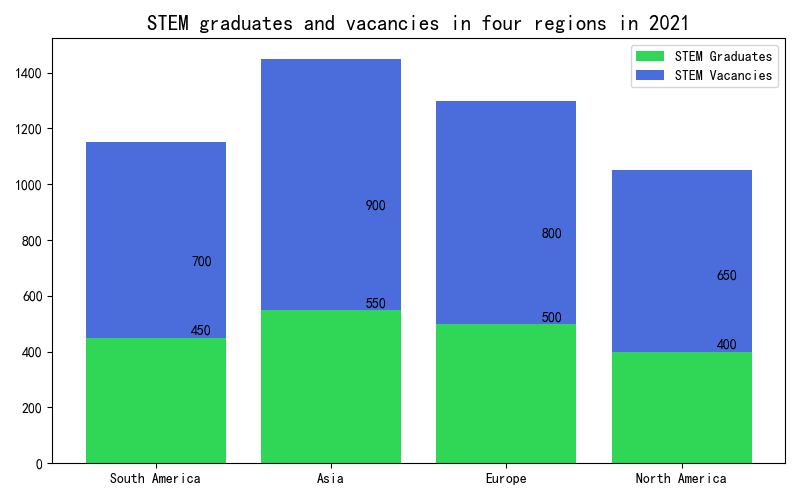 STEM graduates and vacancies in four regions in 2021
STEM Graduates
STEM Vacancies
1400
1200
1000
800
600
400
200
0
700
450
900
550
800
500
650
400
South America
Asia
Europe
North America